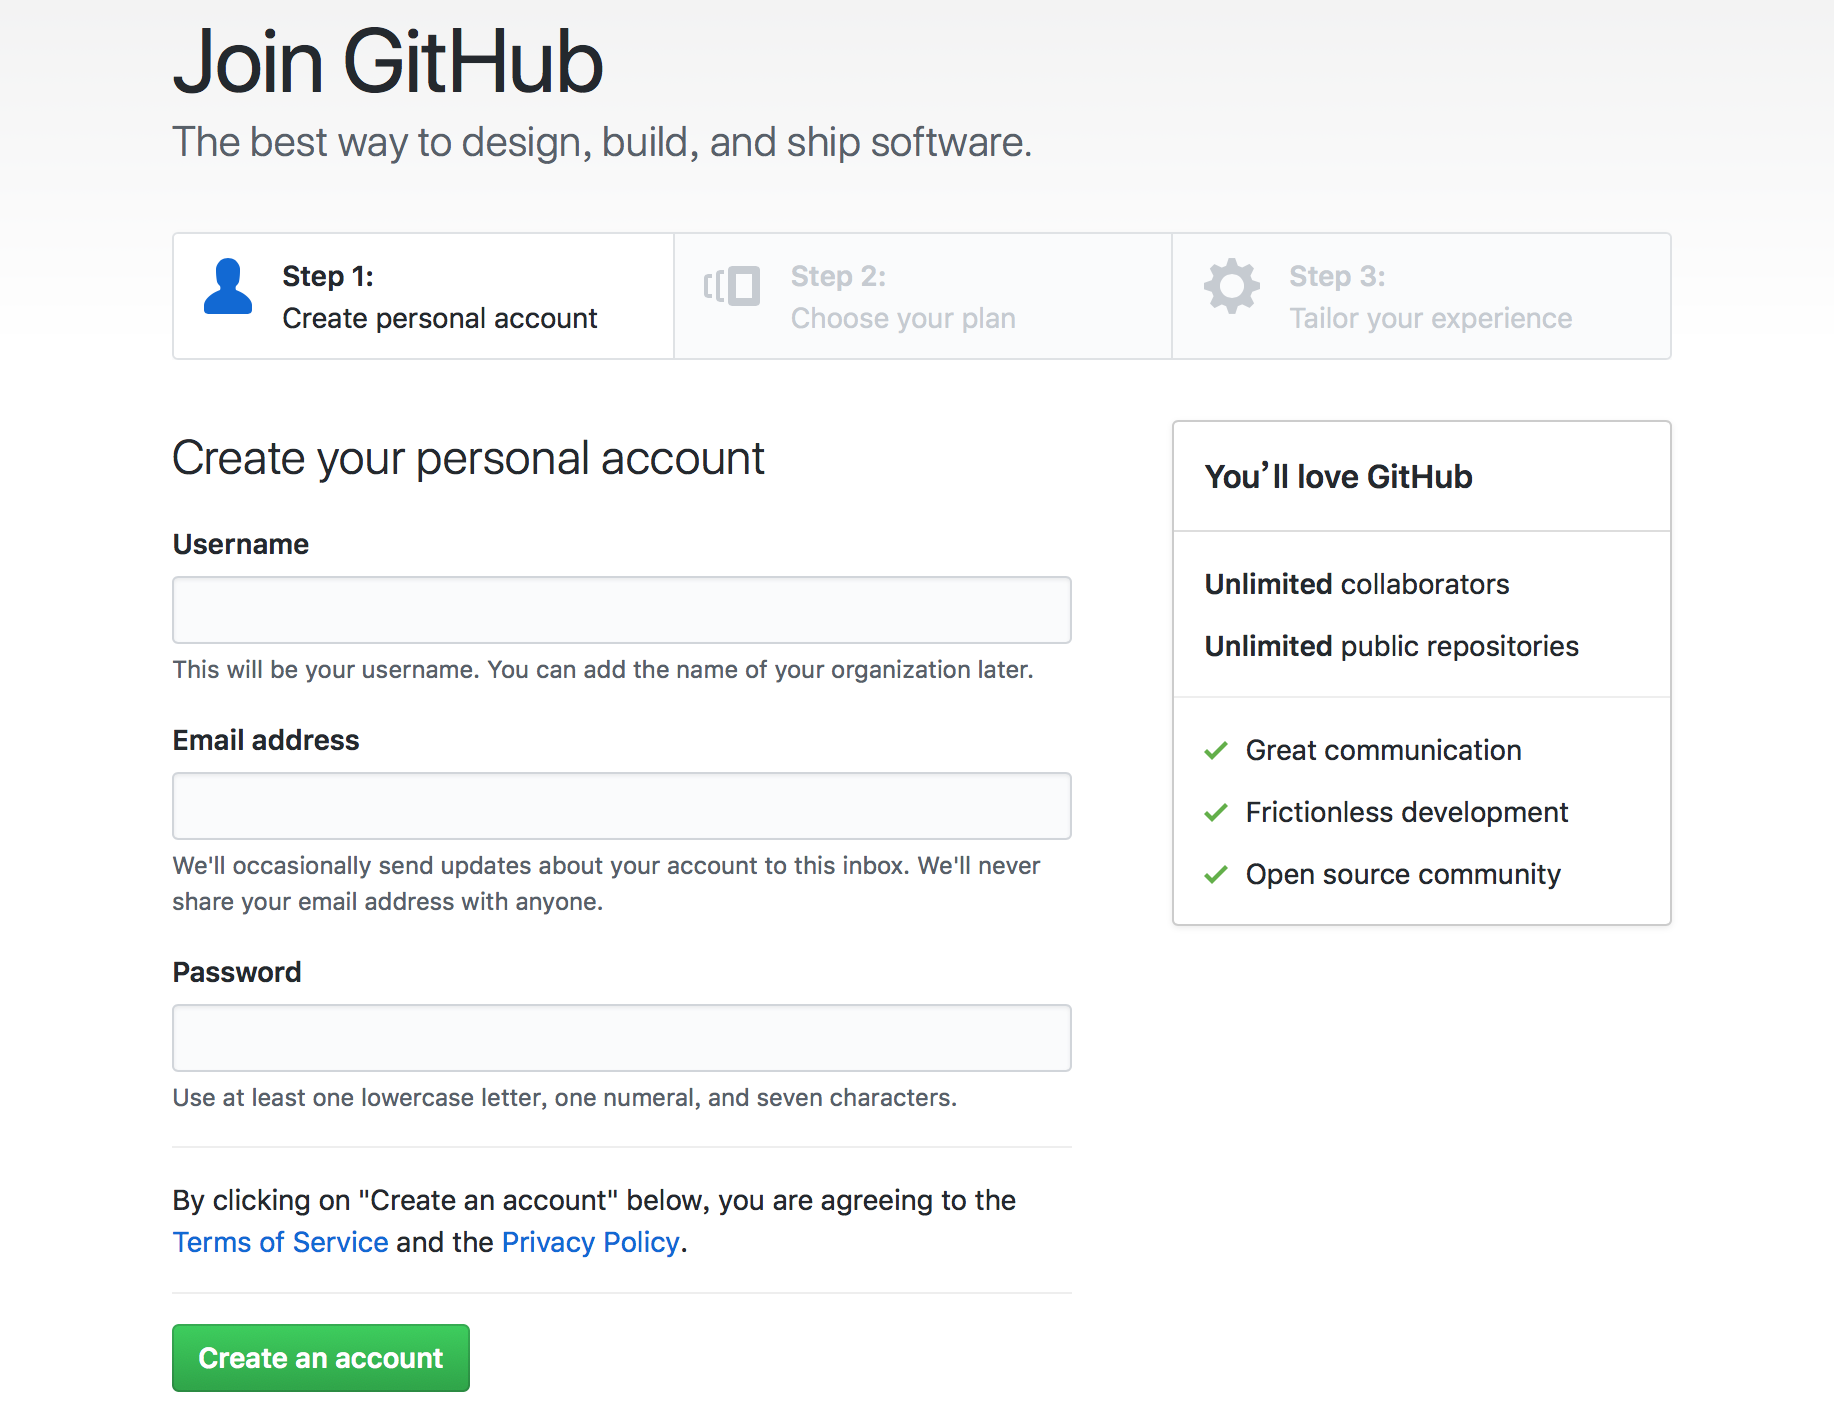 Join GitHub
The best way to design, build, and ship software.
Step 1:
Create personal account
Step 2:
Choose your plan
Step 3:
Tailor your experience
Create your personal account
Username
This will be your username. You can add the name of your organization later.
Email address
We'll occasionally send updates about your account to this inbox. We'll never
share your email address with anyone.
Password
Use at least one lowercase letter, one numeral, and seven characters.
By clicking on "Create an account" below, you are agreeing to the
Terms of Service and the Privacy Policy.
Create an account
You’ll love GitHub
Unlimited collaborators
Unlimited public repositories
Great communication
Frictionless development
Open source community